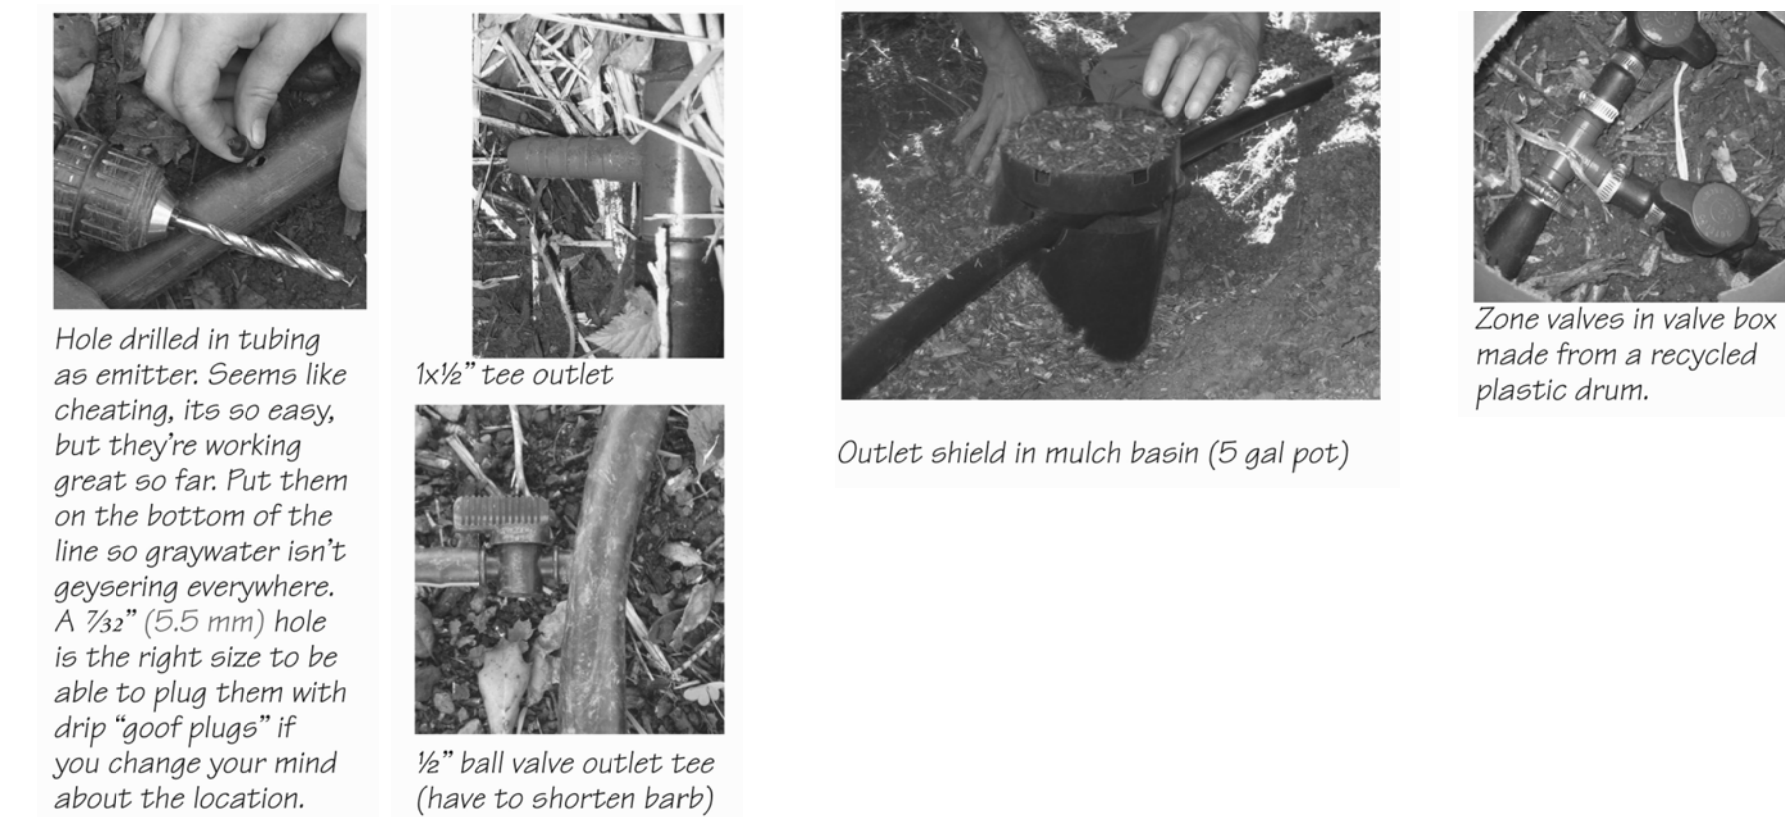 Hole drilled in tubing
as emitter. Seems like
cheating, its so easy,
but they're working
great so far. Put them
on the bottom of the
line so graywater isn't
geysering everywhere.
A 7/32" (5.5 mm) hole
is the right size to be
able to plug them with
drip “goof plugs” if
you change your mind
about the location.
1x½” tee outlet
½” ball valve outlet tee
(have to shorten barb)
Outlet shield in mulch basin (5 gal pot)
Zone valves in valve box
made from a recycled
plastic drum.